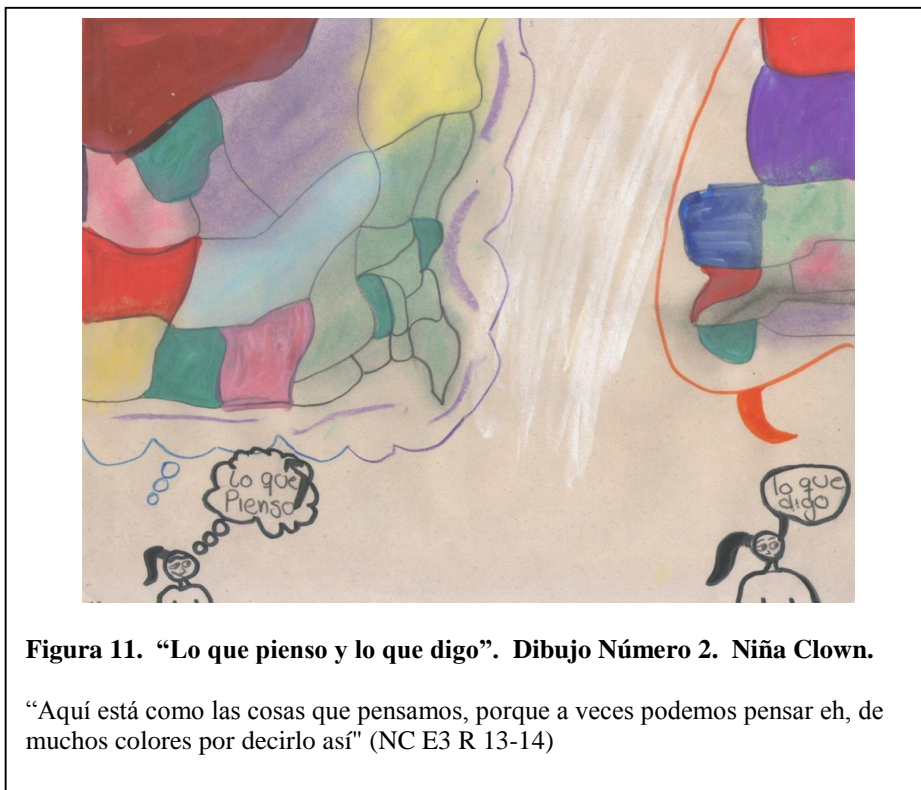 lo que
Pienso
lo que
digo
Figura 11. “Lo que pienso y lo que digo”. Dibujo Número 2. Niña Clown.
“Aquí está como las cosas que pensamos, porque a veces podemos pensar eh, de
muchos colores por decirlo así" (NC E3 R 13-14)